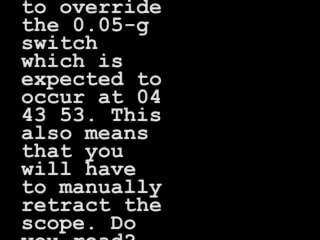 to override
the 0.05-g
switch
which is
expected to
occur at 04
43 53. This
also means
that you
will have
to manually
retract the
scope. Do
you read?